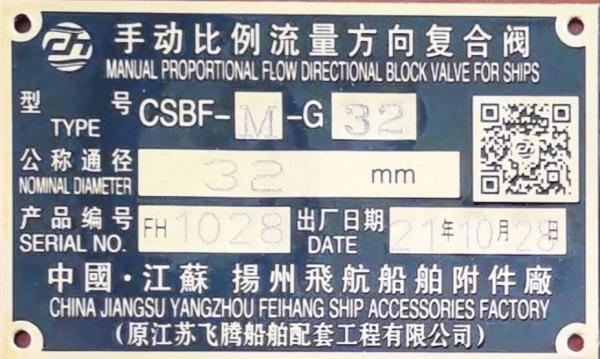 手动比例流量方向复合阀
MANUAL PROPORTIONAL FLOW DIRECTIONAL BLOCK VALVE FOR SHIPS
型 号 CSBF-M-G 32
TYPE
公称通径 32 mm
NOMINAL DIAMETER
产品编号 FH 1028 出厂日期 21年10月28日
SERIAL NO. DATE
中國·江蘇 揚州飛航船舶附件廠
CHINA JIANGSU YANGZHOU FEIHANG SHIP ACCESSORIES FACTORY
(原江苏飞腾船舶配套工程有限公司)